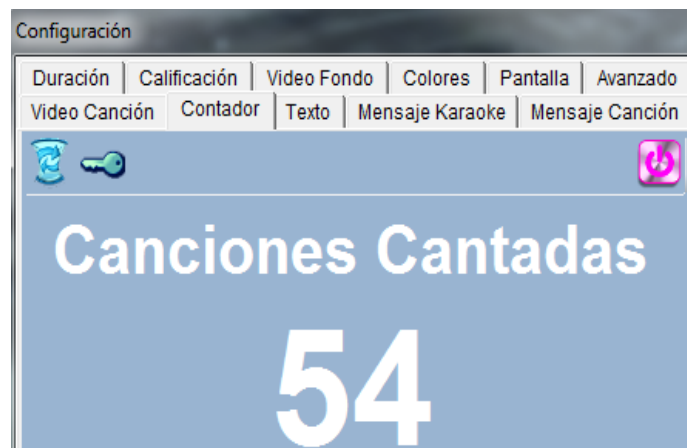 Configuración
Duración Calificación Video Fondo Colores Pantalla Avanzado
Video Canción Contador Texto Mensaje Karaoke Mensaje Canción
Canciones Cantadas
54